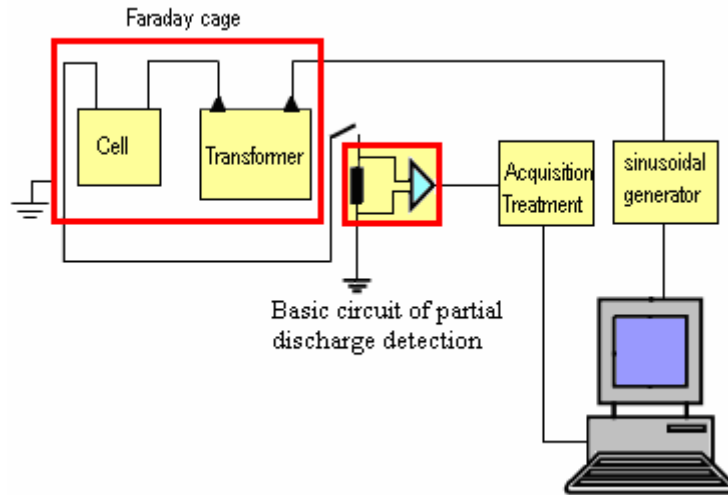 Faraday cage
Cell
Transformer
Acquisition
Treatment
sinusoidal
generator
Basic circuit of partial
discharge detection